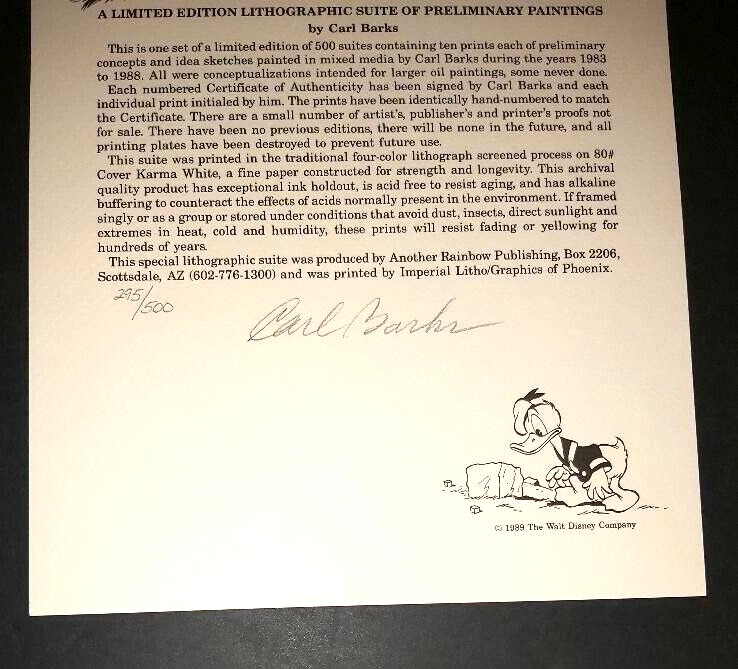 A LIMITED EDITION LITHOGRAPHIC SUITE OF PRELIMINARY PAINTINGS
by Carl Barks
This is one set of a limited edition of 500 suites containing ten prints each of preliminary
concepts and idea sketches painted in mixed media by Carl Barks during the years 1983
to 1988. All were conceptualizations intended for larger oil paintings, some never done.
Each numbered Certificate of Authenticity has been signed by Carl Barks and each
individual print initialed by him. The prints have been identically hand-numbered to match
the Certificate. There are a small number of artist's, publisher's and printer's proofs not
for sale. There have been no previous editions, there will be none in the future, and all
printing plates have been destroyed to prevent future use.
This suite was printed in the traditional four-color lithograph screened process on 80#
Cover Karma White, a fine paper constructed for strength and longevity. This archival
quality product has exceptional ink holdout, is acid free to resist aging, and has alkaline
buffering to counteract the effects of acids normally present in the environment. If framed
singly or as a group or stored under conditions that avoid dust, insects, direct sunlight and
extremes in heat, cold and humidity, these prints will resist fading or yellowing for
hundreds of years.
This special lithographic suite was produced by Another Rainbow Publishing, Box 2206,
Scottsdale, AZ (602-776-1300) and was printed by Imperial Litho/Graphics of Phoenix.
295/500
Carl Barks
© 1989 The Walt Disney Company